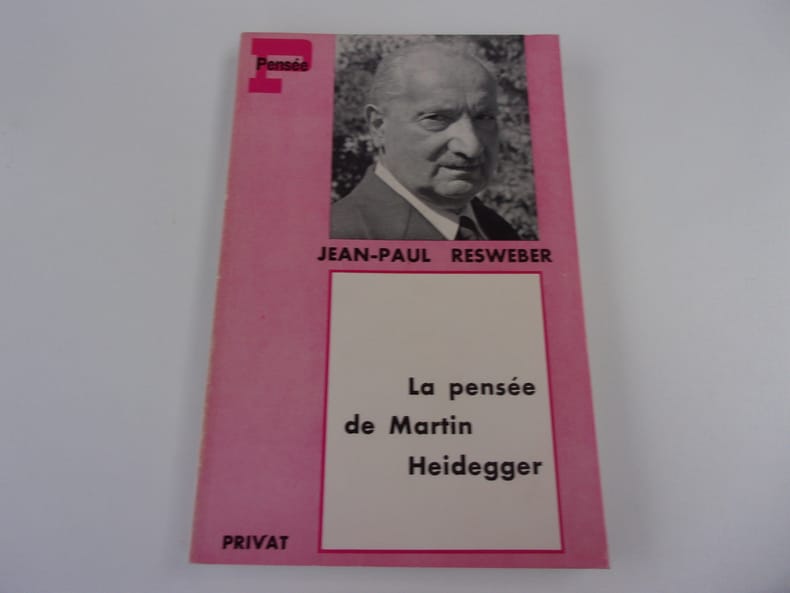 Pensée
JEAN-PAUL RESWEBER
La pensée
de Martin
Heidegger
PRIVAT